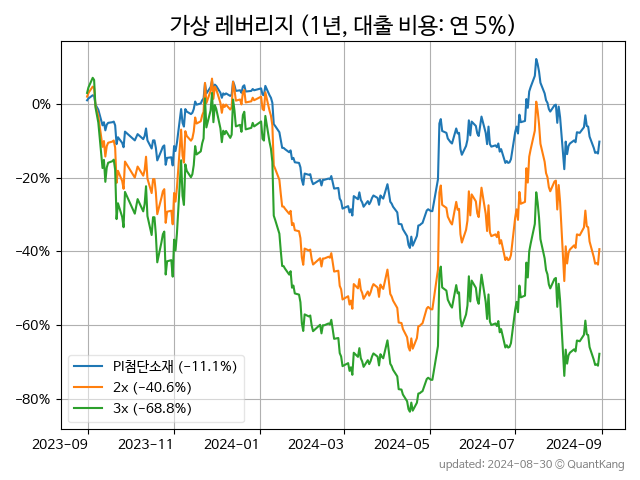 가상 레버리지 (1년, 대출 비용: 연 5%)
0%
−20%
−40%
−60%
−80%
PI첨단소재 (−11.1%)
2x (−40.6%)
3x (−68.8%)
2023-09 2023-11 2024-01 2024-03 2024-05 2024-07 2024-09
updated: 2024-08-30 © QuantKang